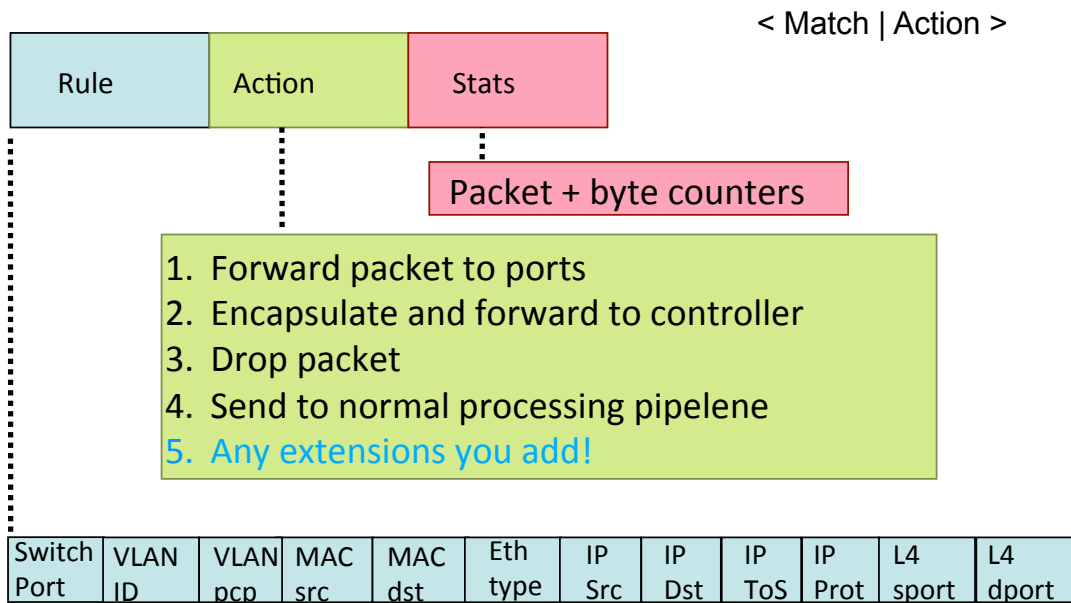 < Match | Action >
Rule Action Stats
Packet + byte counters
1. Forward packet to ports
2. Encapsulate and forward to controller
3. Drop packet
4. Send to normal processing pipelene
5. Any extensions you add!
Switch VLAN VLAN MAC MAC Eth IP IP IP IP L4 L4
Port ID pcp src dst type Src Dst ToS Prot sport dport